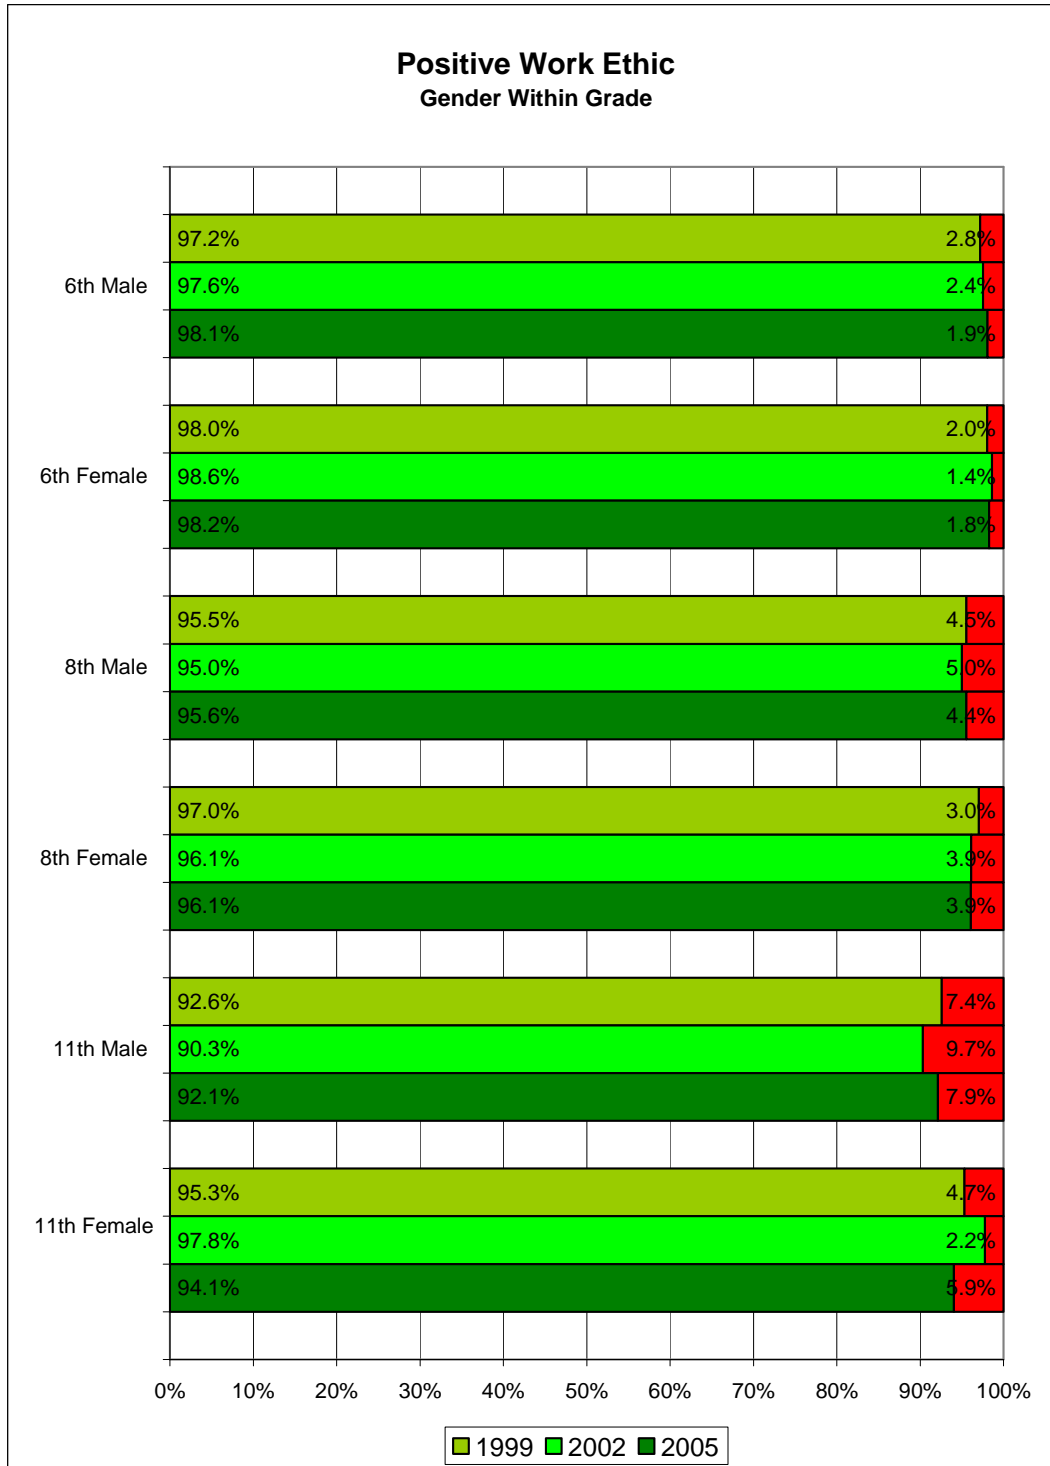 Positive Work Ethic
Gender Within Grade
97.2% 2.8%
6th Male 97.6% 2.4%
98.1% 1.9%
98.0% 2.0%
6th Female 98.6% 1.4%
98.2% 1.8%
95.5% 4.5%
8th Male 95.0% 5.0%
95.6% 4.4%
97.0% 3.0%
8th Female 96.1% 3.9%
96.1% 3.9%
92.6% 7.4%
11th Male 90.3% 9.7%
92.1% 7.9%
95.3% 4.7%
11th Female 97.8% 2.2%
94.1% 5.9%
0% 10% 20% 30% 40% 50% 60% 70% 80% 90% 100%
1999 2002 2005